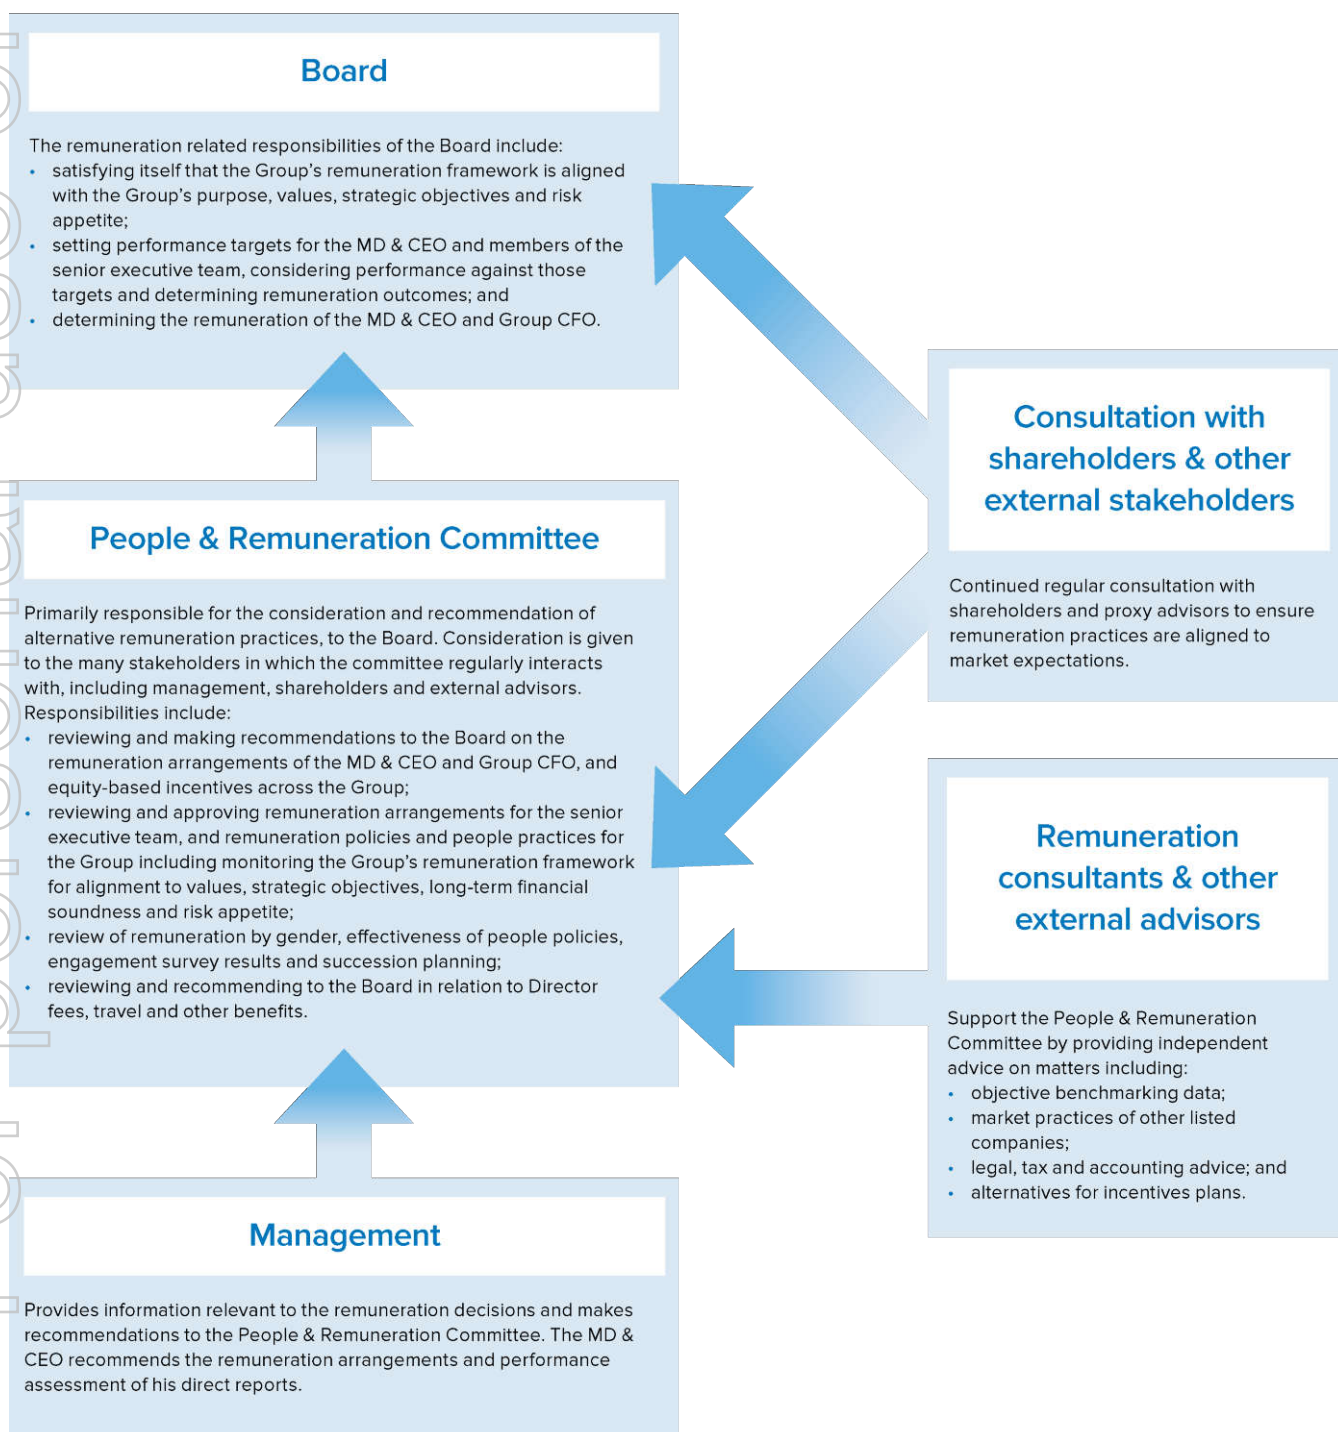 Board
The remuneration related responsibilities of the Board include:
• satisfying itself that the Group's remuneration framework is aligned
with the Group's purpose, values, strategic objectives and risk
appetite;
• setting performance targets for the MD & CEO and members of the
senior executive team, considering performance against those
targets and determining remuneration outcomes; and
• determining the remuneration of the MD & CEO and Group CFO.
People & Remuneration Committee
Primarily responsible for the consideration and recommendation of
alternative remuneration practices, to the Board. Consideration is given
to the many stakeholders in which the committee regularly interacts
with, including management, shareholders and external advisors.
Responsibilities include:
• reviewing and making recommendations to the Board on the
remuneration arrangements of the MD & CEO and Group CFO, and
equity-based incentives across the Group;
• reviewing and approving remuneration arrangements for the senior
executive team, and remuneration policies and people practices for
the Group including monitoring the Group's remuneration framework
for alignment to values, strategic objectives, long-term financial
soundness and risk appetite;
• review of remuneration by gender, effectiveness of people policies,
engagement survey results and succession planning;
• reviewing and recommending to the Board in relation to Director
fees, travel and other benefits.
Management
Provides information relevant to the remuneration decisions and makes
recommendations to the People & Remuneration Committee. The MD &
CEO recommends the remuneration arrangements and performance
assessment of his direct reports.
Consultation with
shareholders & other
external stakeholders
Continued regular consultation with
shareholders and proxy advisors to ensure
remuneration practices are aligned to
market expectations.
Remuneration
consultants & other
external advisors
Support the People & Remuneration
Committee by providing independent
advice on matters including:
• objective benchmarking data;
• market practices of other listed
companies;
• legal, tax and accounting advice; and
• alternatives for incentives plans.